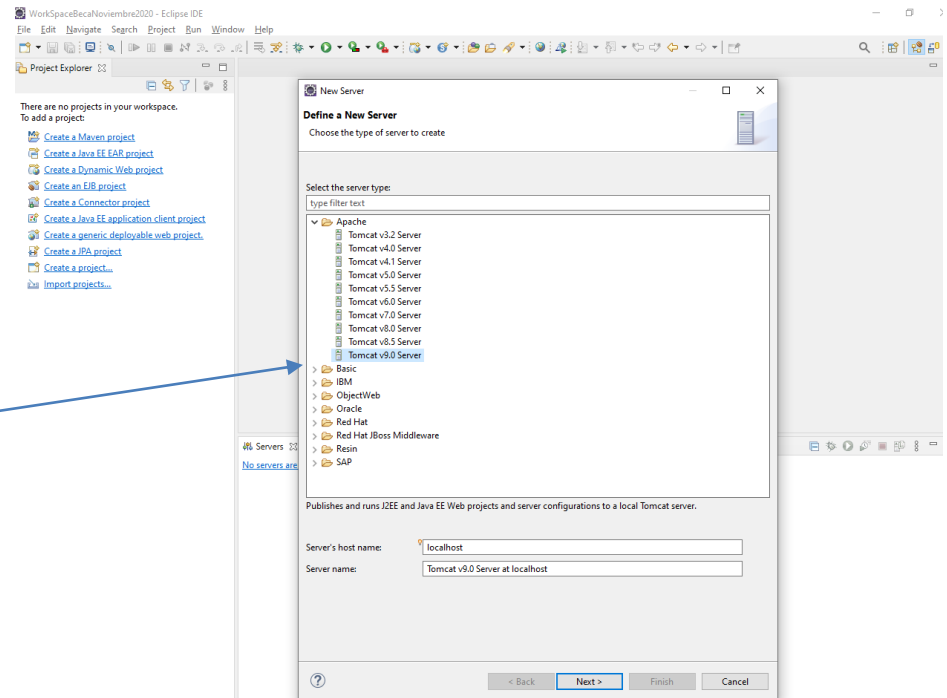 WorkSpaceBecaNoviembre2020 - Eclipse IDE
File Edit Navigate Search Project Run Window Help
Project Explorer
There are no projects in your workspace.
To add a project:
Create a Maven project
Create a Java EE EAR project
Create a Dynamic Web project
Create an EJB project
Create a Connector project
Create a Java EE application client project
Create a generic deployable web project.
Create a JPA project
Create a project...
Import projects...
Servers
No servers are
New Server
Define a New Server
Choose the type of server to create
Select the server type:
type filter text
Apache
Tomcat v3.2 Server
Tomcat v4.0 Server
Tomcat v4.1 Server
Tomcat v5.0 Server
Tomcat v5.5 Server
Tomcat v6.0 Server
Tomcat v7.0 Server
Tomcat v8.0 Server
Tomcat v8.5 Server
Tomcat v9.0 Server
Basic
IBM
ObjectWeb
Oracle
Red Hat
Red Hat JBoss Middleware
Resin
SAP
Publishes and runs J2EE and Java EE Web projects and server configurations to a local Tomcat server.
Server's host name: localhost
Server name: Tomcat v9.0 Server at localhost
< Back Next > Finish Cancel